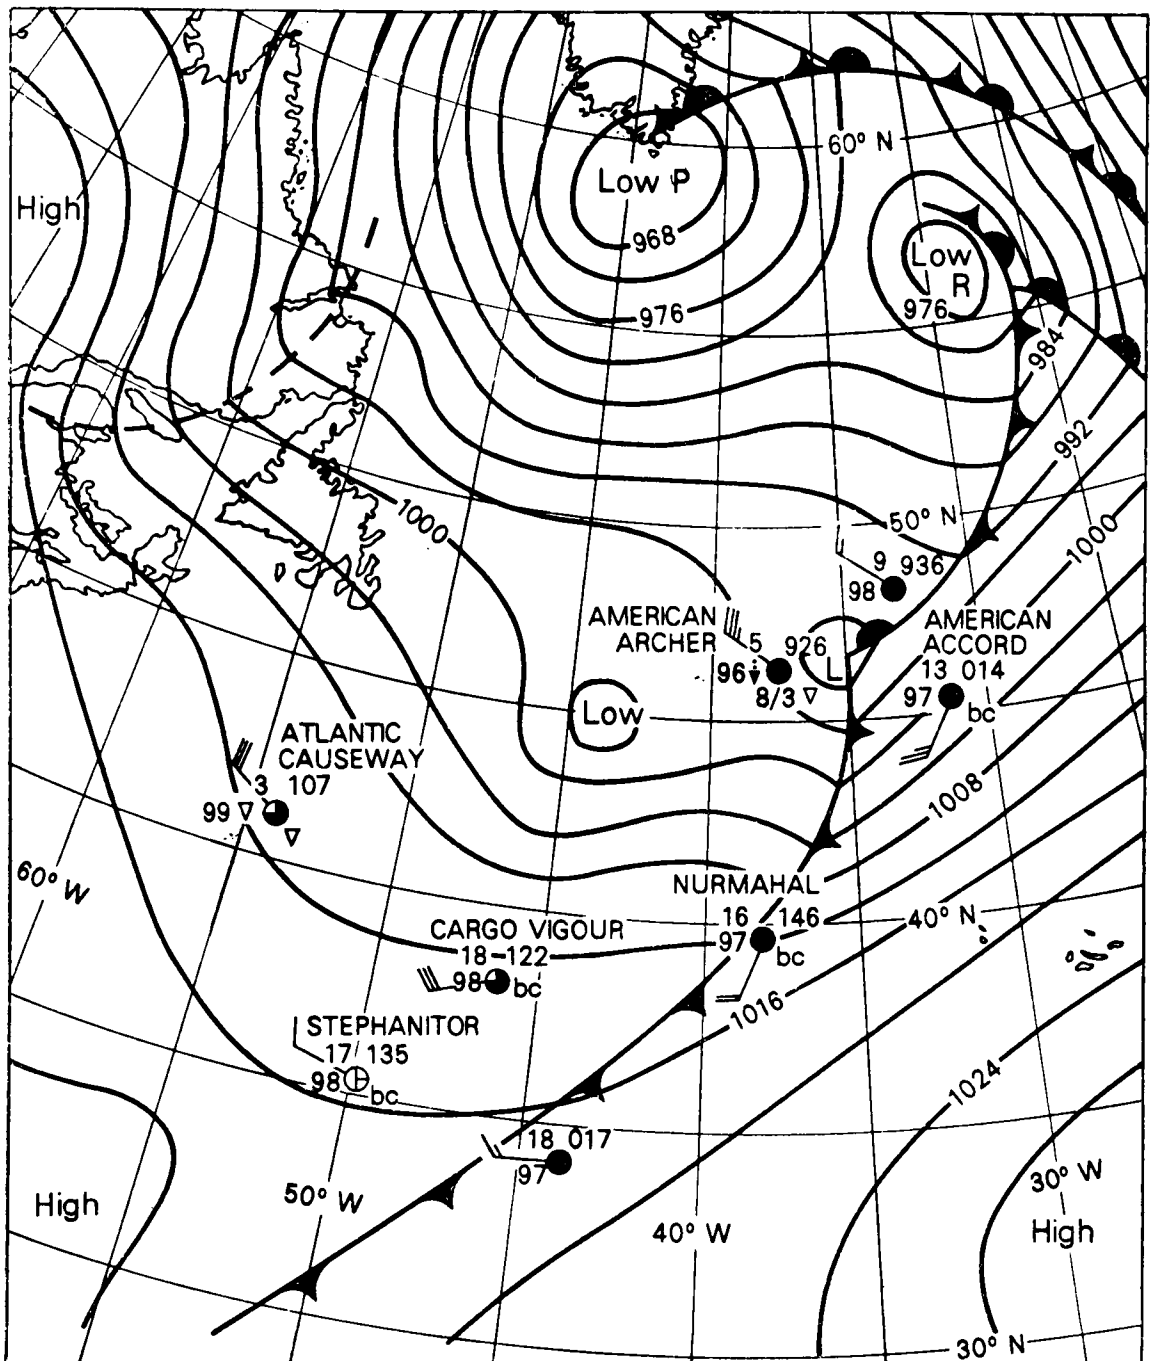 60° N
High
Low P
968
Low
R
976
976
984
992
1000
50° N
1000
9 936
98
AMERICAN
ARCHER
5 926
96
8/3
L
AMERICAN
ACCORD
13 014
97
bc
Low
ATLANTIC
CAUSEWAY
3 107
99
1008
60° W
NURMAHAL
16 146
97
bc
40° N
CARGO VIGOUR
18 122
98 bc
1016
STEPHANITOR
17 135
98
bc
1024
18 017
97
High
50° W
40° W
30° W
High
30° N